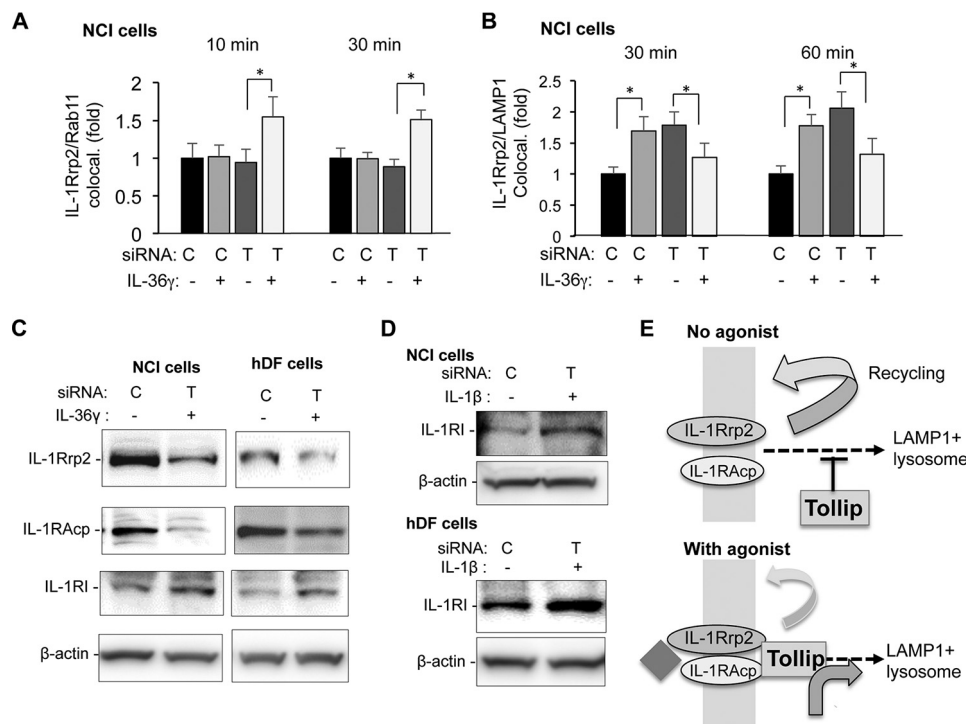 A
NCI cells
10 min
30 min
IL-1Rrp2/Rab11
colocal. (fold)
2
1.5
1
0.5
0
*
*
siRNA: C C T T C C T T
IL-36γ: - + - + - + - +
B
NCI cells
30 min
60 min
IL-1Rrp2/LAMP1
Colocal. (fold)
2.5
2
1.5
1
0.5
0
* *
* *
siRNA: C C T T C C T T
IL-36γ : - + - + - + - +
C
NCI cells
hDF cells
siRNA: C T C T
IL-36γ : - + - +
IL-1Rrp2 -
IL-1RAcp -
IL-1RI -
β-actin -
D
NCI cells
siRNA: C T
IL-1β : - +
IL-1RI -
β-actin -
hDF cells
siRNA: C T
IL-1β : - +
IL-1RI -
β-actin -
E
No agonist
Recycling
IL-1Rrp2
IL-1RAcp
LAMP1+
lysosome
Tollip
With agonist
IL-1Rrp2
IL-1RAcp
Tollip
LAMP1+
lysosome